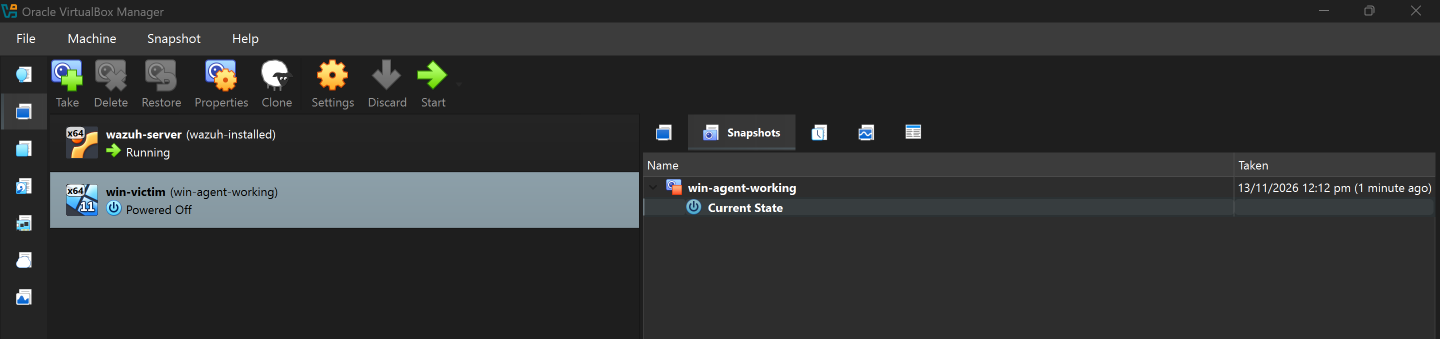 Oracle VirtualBox Manager
File Machine Snapshot Help
Take Delete Restore Properties Clone Settings Discard Start
x64 wazuh-server (wazuh-installed)
Running
x64 11 win-victim (win-agent-working)
Powered Off
Snapshots
Name Taken
win-agent-working 13/11/2026 12:12 pm (1 minute ago)
Current State